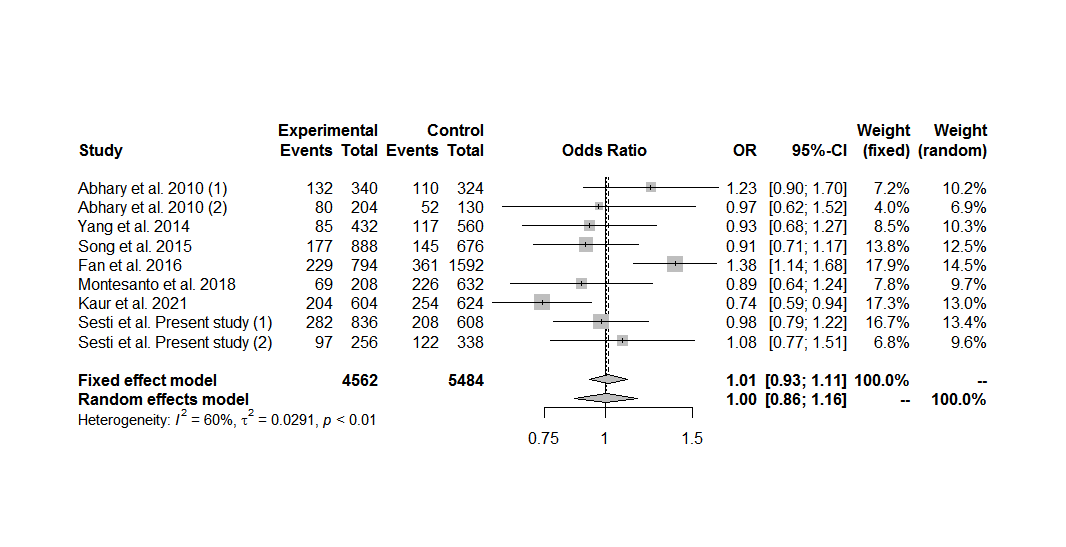 Experimental Control Weight Weight
Study Events Total Events Total Odds Ratio OR 95%-CI (fixed) (random)
Abhary et al. 2010 (1) 132 340 110 324 1.23 [0.90; 1.70] 7.2% 10.2%
Abhary et al. 2010 (2) 80 204 52 130 0.97 [0.62; 1.52] 4.0% 6.9%
Yang et al. 2014 85 432 117 560 0.93 [0.68; 1.27] 8.5% 10.3%
Song et al. 2015 177 888 145 676 0.91 [0.71; 1.17] 13.8% 12.5%
Fan et al. 2016 229 794 361 1592 1.38 [1.14; 1.68] 17.9% 14.5%
Montesanto et al. 2018 69 208 226 632 0.89 [0.64; 1.24] 7.8% 9.7%
Kaur et al. 2021 204 604 254 624 0.74 [0.59; 0.94] 17.3% 13.0%
Sesti et al. Present study (1) 282 836 208 608 0.98 [0.79; 1.22] 16.7% 13.4%
Sesti et al. Present study (2) 97 256 122 338 1.08 [0.77; 1.51] 6.8% 9.6%
Fixed effect model 4562 5484 1.01 [0.93; 1.11] 100.0% --
Random effects model 1.00 [0.86; 1.16] -- 100.0%
Heterogeneity: I² = 60%, τ² = 0.0291, p < 0.01
0.75 1 1.5